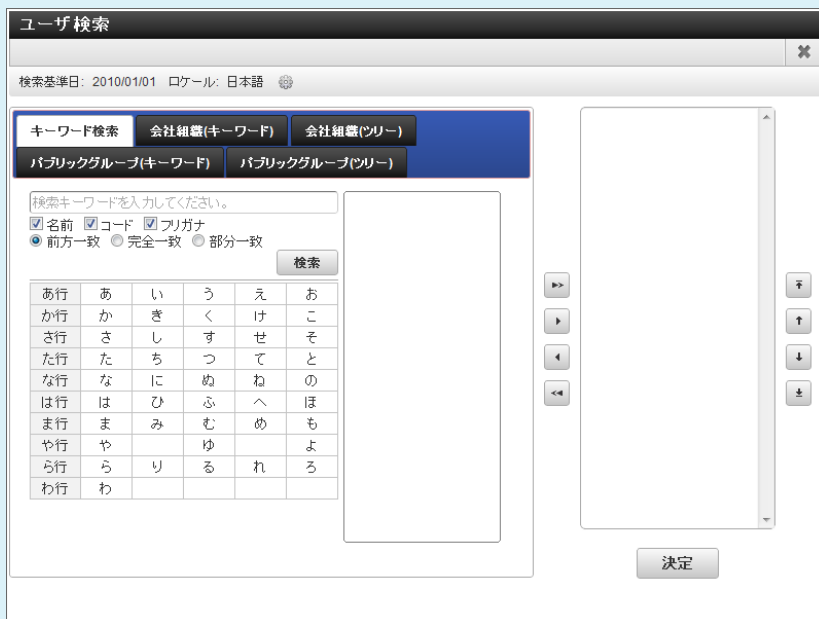 ユーザ検索
検索基準日: 2010/01/01 ロケール: 日本語
キーワード検索 会社組織(キーワード) 会社組織(ツリー)
パブリックグループ(キーワード) パブリックグループ(ツリー)
検索キーワードを入力してください。
名前 コード フリガナ
前方一致 完全一致 部分一致
検索
あ行 あ い う え お
か行 か き く け こ
さ行 さ し す せ そ
た行 た ち つ て と
な行 な に ぬ ね の
は行 は ひ ふ へ ほ
ま行 ま み む め も
や行 や ゆ よ
ら行 ら り る れ ろ
わ行 わ
決定